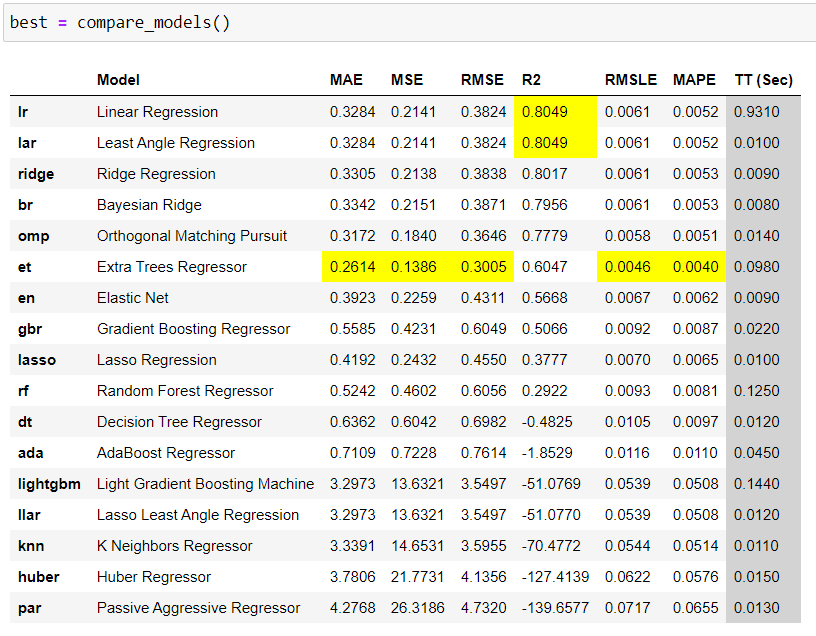 best = compare_models()
Model MAE MSE RMSE R2 RMSLE MAPE TT (Sec)
lr Linear Regression 0.3284 0.2141 0.3824 0.8049 0.0061 0.0052 0.9310
lar Least Angle Regression 0.3284 0.2141 0.3824 0.8049 0.0061 0.0052 0.0100
ridge Ridge Regression 0.3305 0.2138 0.3838 0.8017 0.0061 0.0053 0.0090
br Bayesian Ridge 0.3342 0.2151 0.3871 0.7956 0.0061 0.0053 0.0080
omp Orthogonal Matching Pursuit 0.3172 0.1840 0.3646 0.7779 0.0058 0.0051 0.0140
et Extra Trees Regressor 0.2614 0.1386 0.3005 0.6047 0.0046 0.0040 0.0980
en Elastic Net 0.3923 0.2259 0.4311 0.5668 0.0067 0.0062 0.0090
gbr Gradient Boosting Regressor 0.5585 0.4231 0.6049 0.5066 0.0092 0.0087 0.0220
lasso Lasso Regression 0.4192 0.2432 0.4550 0.3777 0.0070 0.0065 0.0100
rf Random Forest Regressor 0.5242 0.4602 0.6056 0.2922 0.0093 0.0081 0.1250
dt Decision Tree Regressor 0.6362 0.6042 0.6982 -0.4825 0.0105 0.0097 0.0120
ada AdaBoost Regressor 0.7109 0.7228 0.7614 -1.8529 0.0116 0.0110 0.0450
lightgbm Light Gradient Boosting Machine 3.2973 13.6321 3.5497 -51.0769 0.0539 0.0508 0.1440
llar Lasso Least Angle Regression 3.2973 13.6321 3.5497 -51.0770 0.0539 0.0508 0.0120
knn K Neighbors Regressor 3.3391 14.6531 3.5955 -70.4772 0.0544 0.0514 0.0110
huber Huber Regressor 3.7806 21.7731 4.1356 -127.4139 0.0622 0.0576 0.0150
par Passive Aggressive Regressor 4.2768 26.3186 4.7320 -139.6577 0.0717 0.0655 0.0130